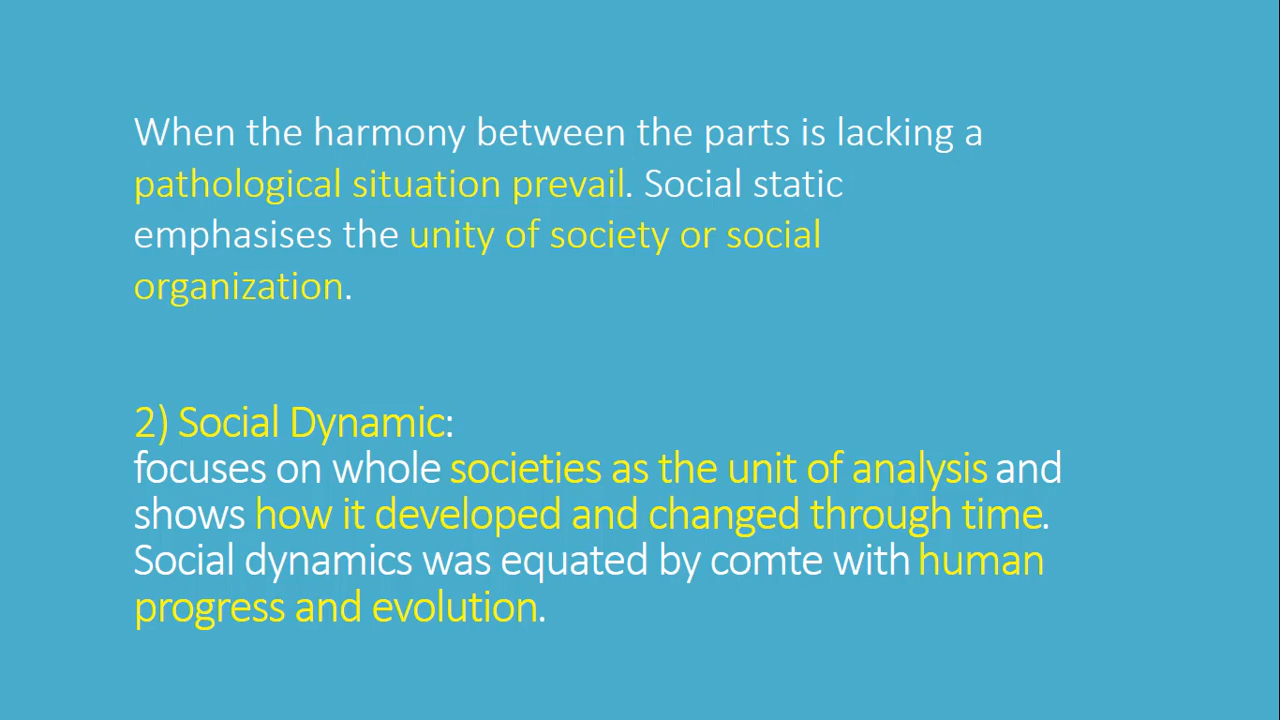 When the harmony between the parts is lacking a
pathological situation prevail. Social static
emphasises the unity of society or social
organization.
2) Social Dynamic:
focuses on whole societies as the unit of analysis and
shows how it developed and changed through time.
Social dynamics was equated by comte with human
progress and evolution.